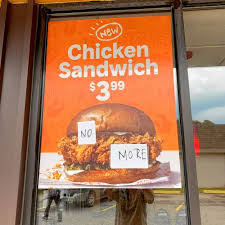 New
Chicken
Sandwich
$3.99
NO
MORE